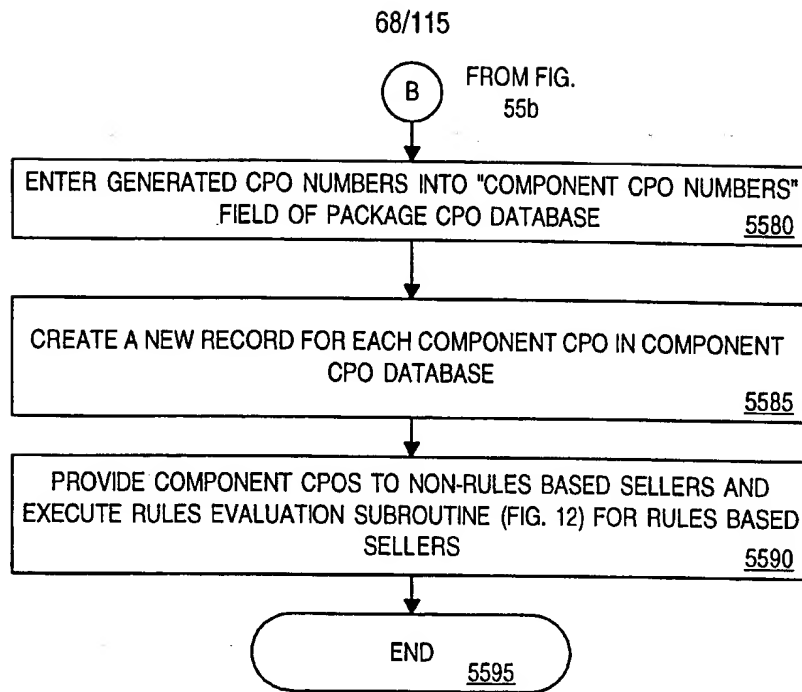 68/115
B
FROM FIG.
55b
ENTER GENERATED CPO NUMBERS INTO "COMPONENT CPO NUMBERS"
FIELD OF PACKAGE CPO DATABASE
5580
CREATE A NEW RECORD FOR EACH COMPONENT CPO IN COMPONENT
CPO DATABASE
5585
PROVIDE COMPONENT CPOS TO NON-RULES BASED SELLERS AND
EXECUTE RULES EVALUATION SUBROUTINE (FIG. 12) FOR RULES BASED
SELLERS
5590
END
5595